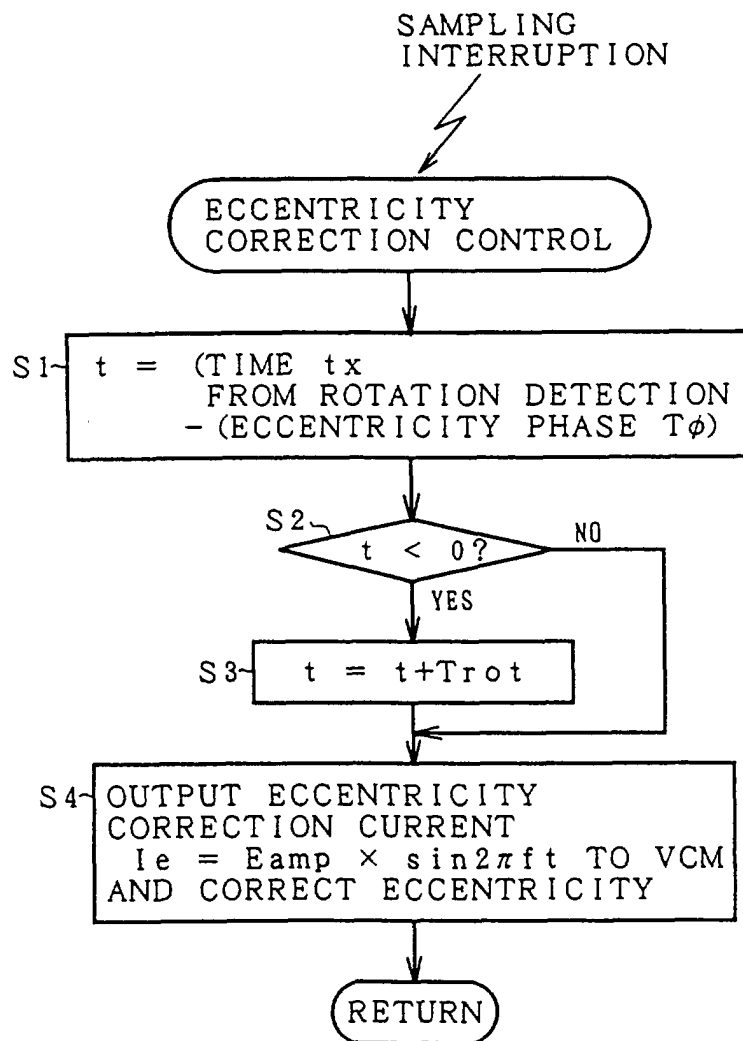 SAMPLING
INTERRUPTION
ECCENTRICITY
CORRECTION CONTROL
S1
t = (TIME tx
FROM ROTATION DETECTION
- (ECCENTRICITY PHASE Tφ)
S2
t < 0?
NO
YES
S3
t = t+Trot
S4
OUTPUT ECCENTRICITY
CORRECTION CURRENT
Ie = Eamp × sin2πft TO VCM
AND CORRECT ECCENTRICITY
RETURN